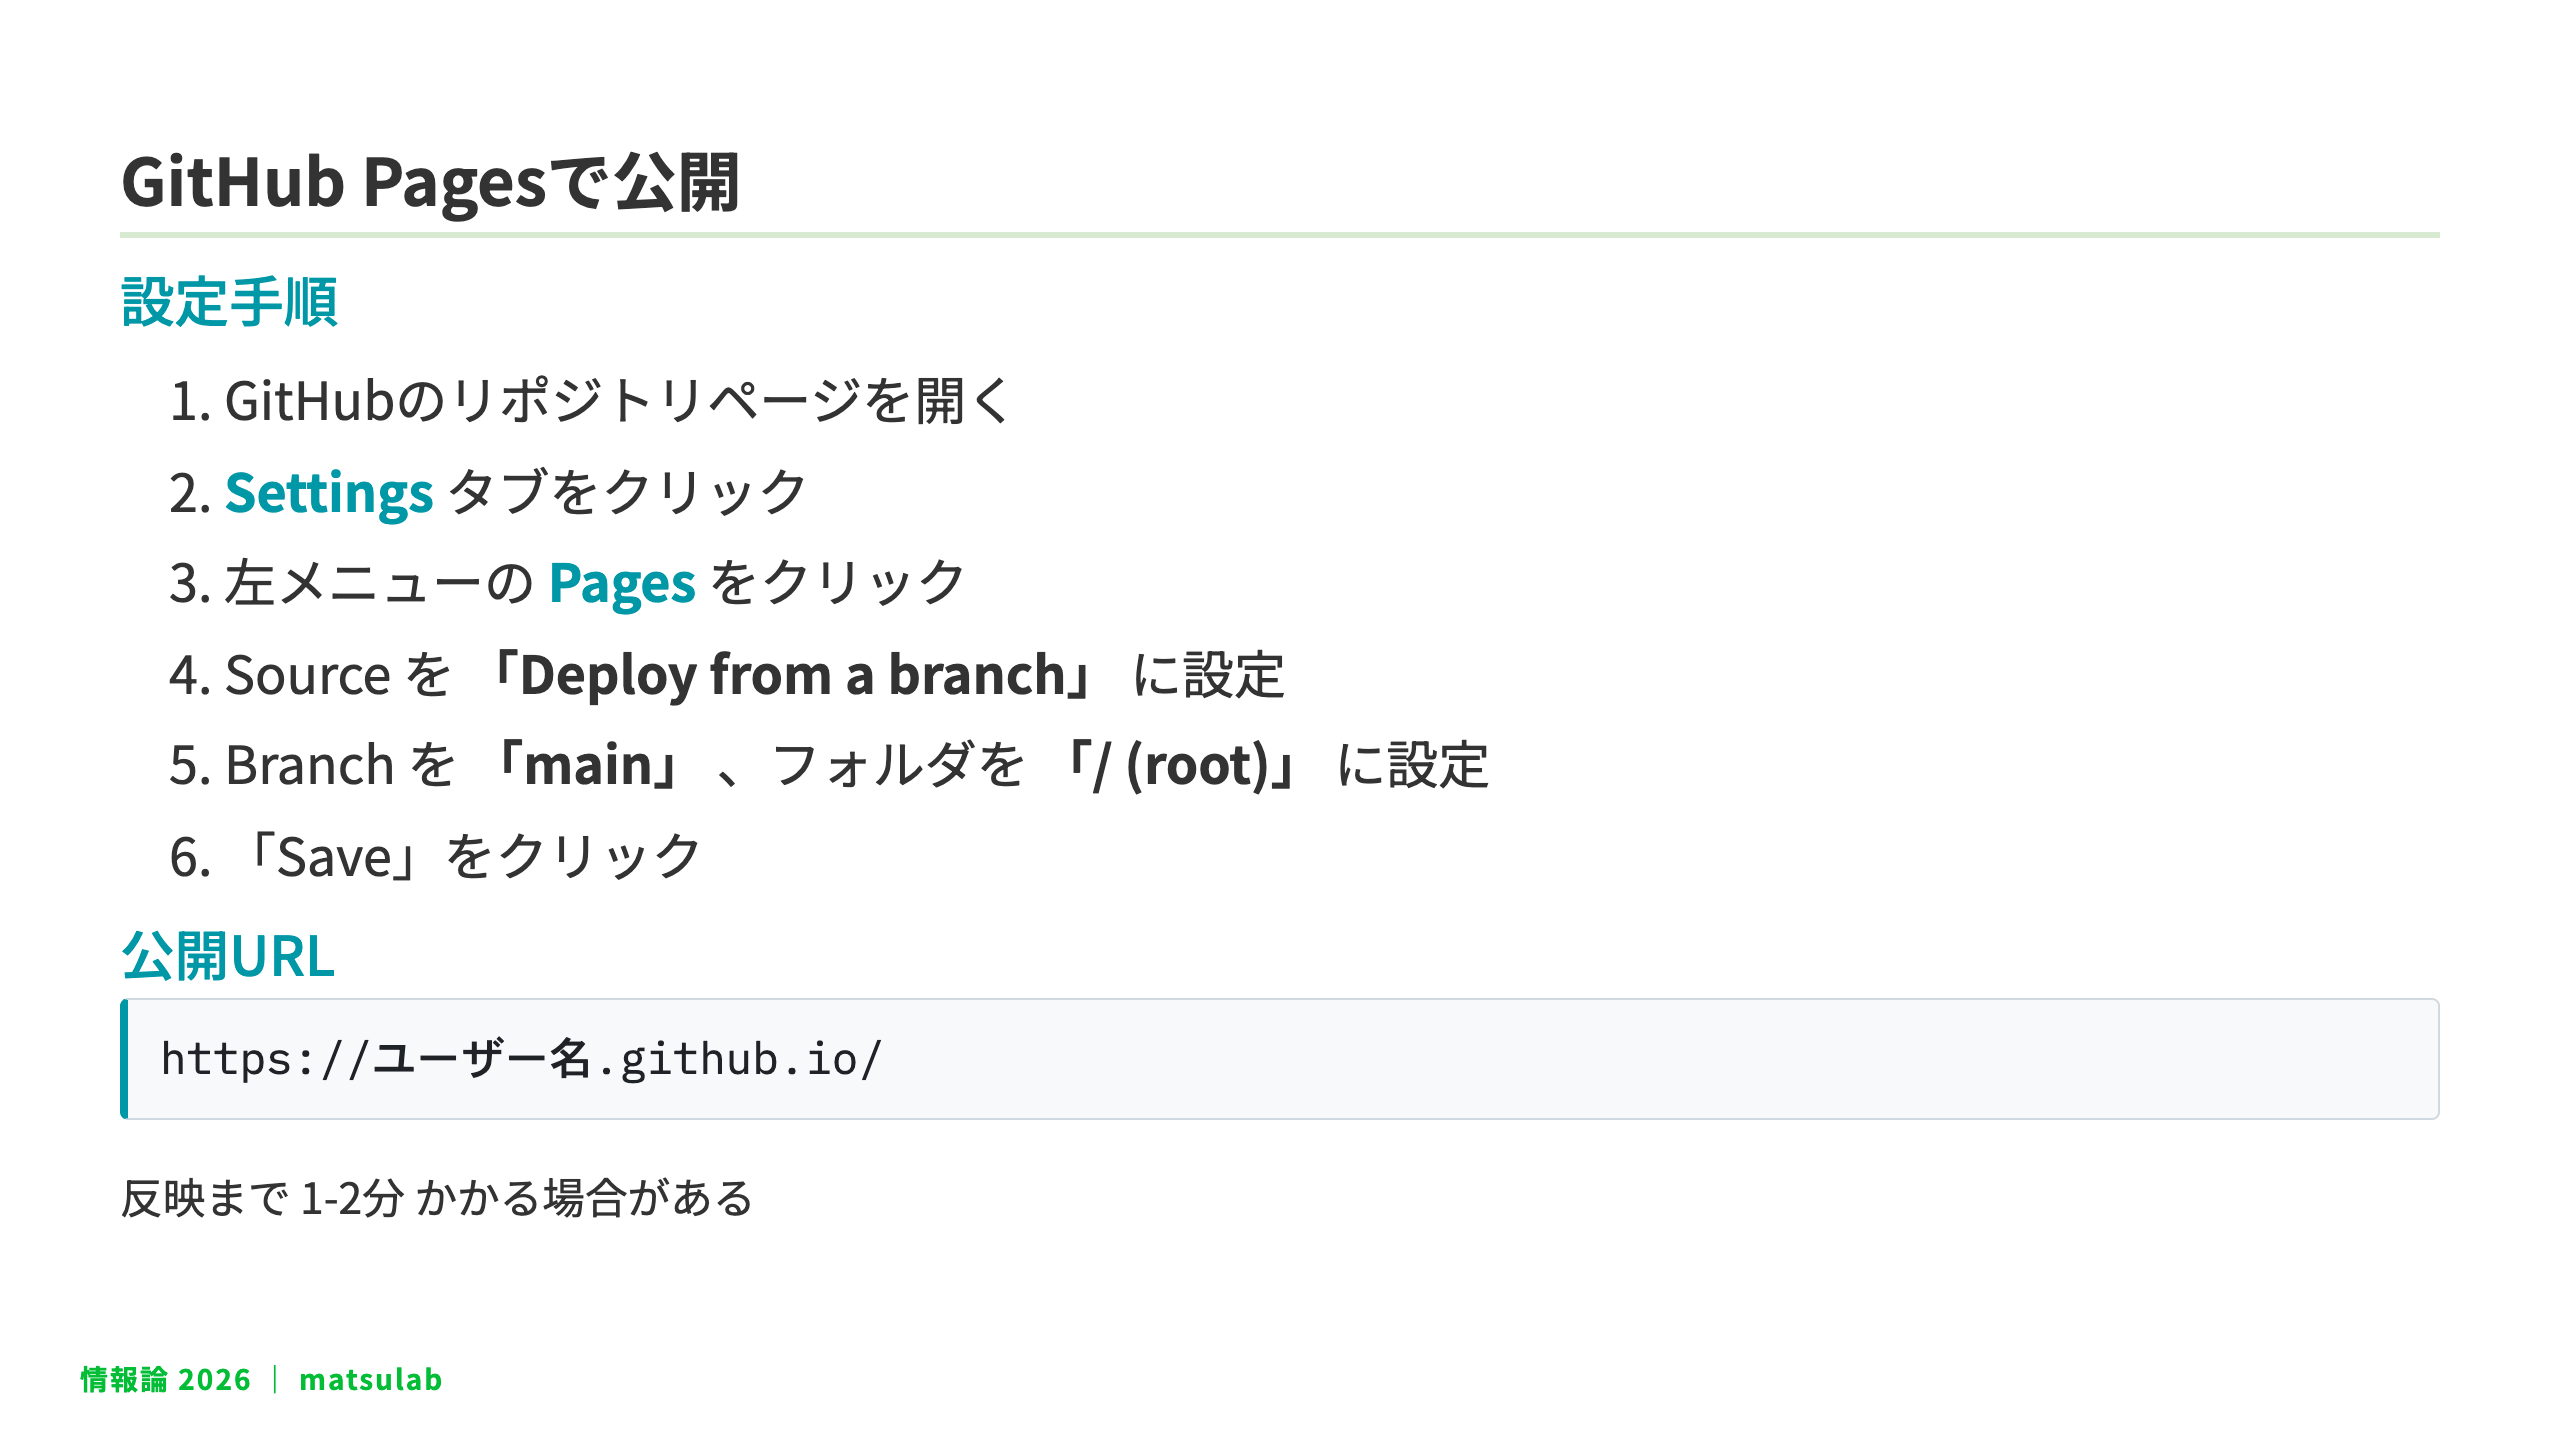 GitHub Pagesで公開
設定手順
1. GitHubのリポジトリページを開く
2. Settings タブをクリック
3. 左メニューの Pages をクリック
4. Source を 「Deploy from a branch」 に設定
5. Branch を 「main」 、フォルダを 「/ (root)」 に設定
6. 「Save」をクリック
公開URL
https://ユーザー名.github.io/
反映まで 1-2分 かかる場合がある
情報論 2026 ｜ matsulab